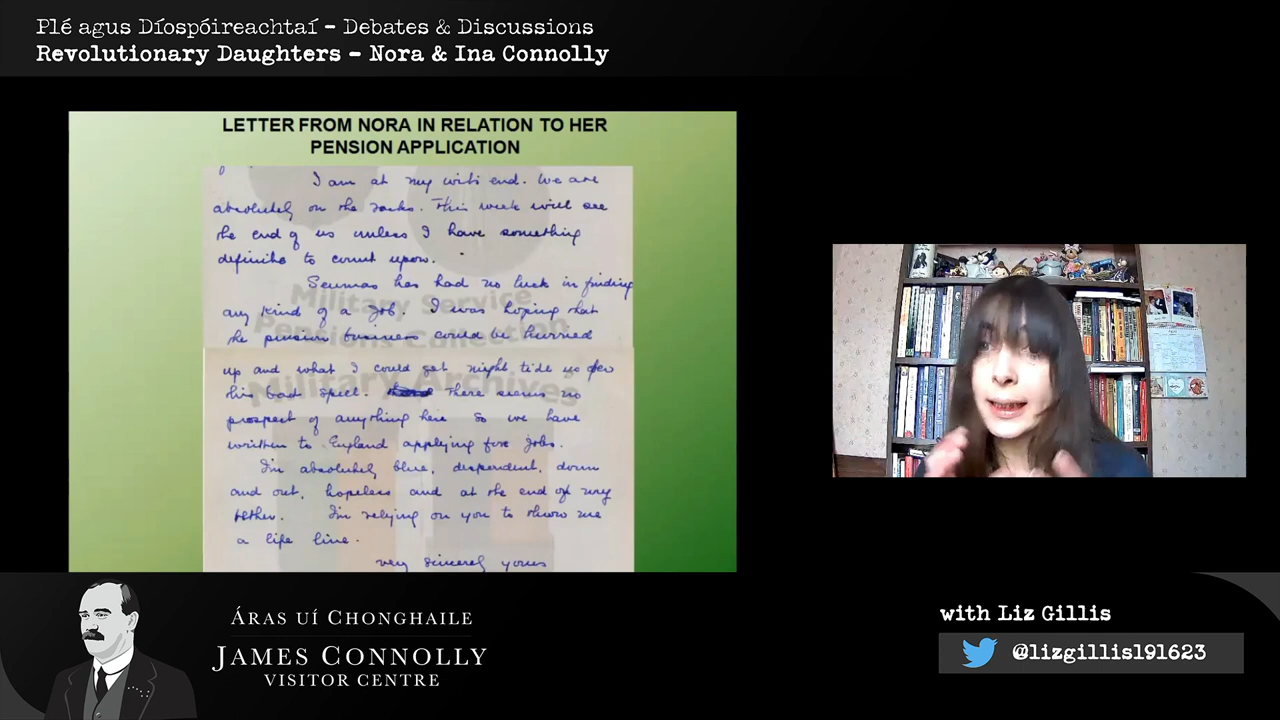 Plé agus Díospóireachtaí – Debates & Discussions
Revolutionary Daughters – Nora & Ina Connolly
LETTER FROM NORA IN RELATION TO HER
PENSION APPLICATION
I am at my wits end. We are
absolutely on the rocks. This week will see
the end of us unless I have something
definite to count upon.
Seumas has had no luck in finding
any kind of a job. I was hoping that
the pension business could be hurried
up and what I could get might tide us over
this bad spell. There seems no
prospect of anything here so we have
written to England applying for jobs.
I'm absolutely blue, despondent, down
and out, hopeless and at the end of my
tether. I'm relying on you to throw me
a life line.
very sincerely yours
Military Service
Pensions Collection
Military Archives
ÁRAS UÍ CHONGHAILE
JAMES CONNOLLY
VISITOR CENTRE
with Liz Gillis
@lizgillis191623